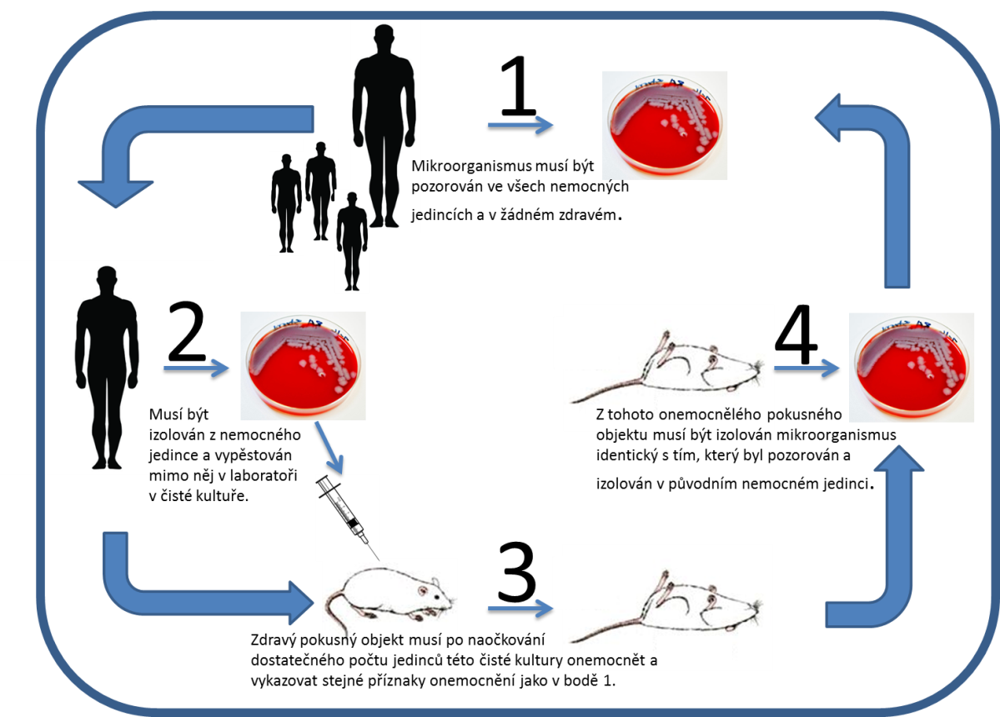 1
Mikroorganismus musí být
pozorován ve všech nemocných
jedincích a v žádném zdravém.
2
Musí být
izolován z nemocného
jedince a vypěstován
mimo něj v laboratoři
v čisté kultuře.
3
Zdravý pokusný objekt musí po naočkování
dostatečného počtu jedinců této čisté kultury onemocnět a
vykazovat stejné příznaky onemocnění jako v bodě 1.
4
Z tohoto onemocnělého pokusného
objektu musí být izolován mikroorganismus
identický s tím, který byl pozorován a
izolován v původním nemocném jedinci.